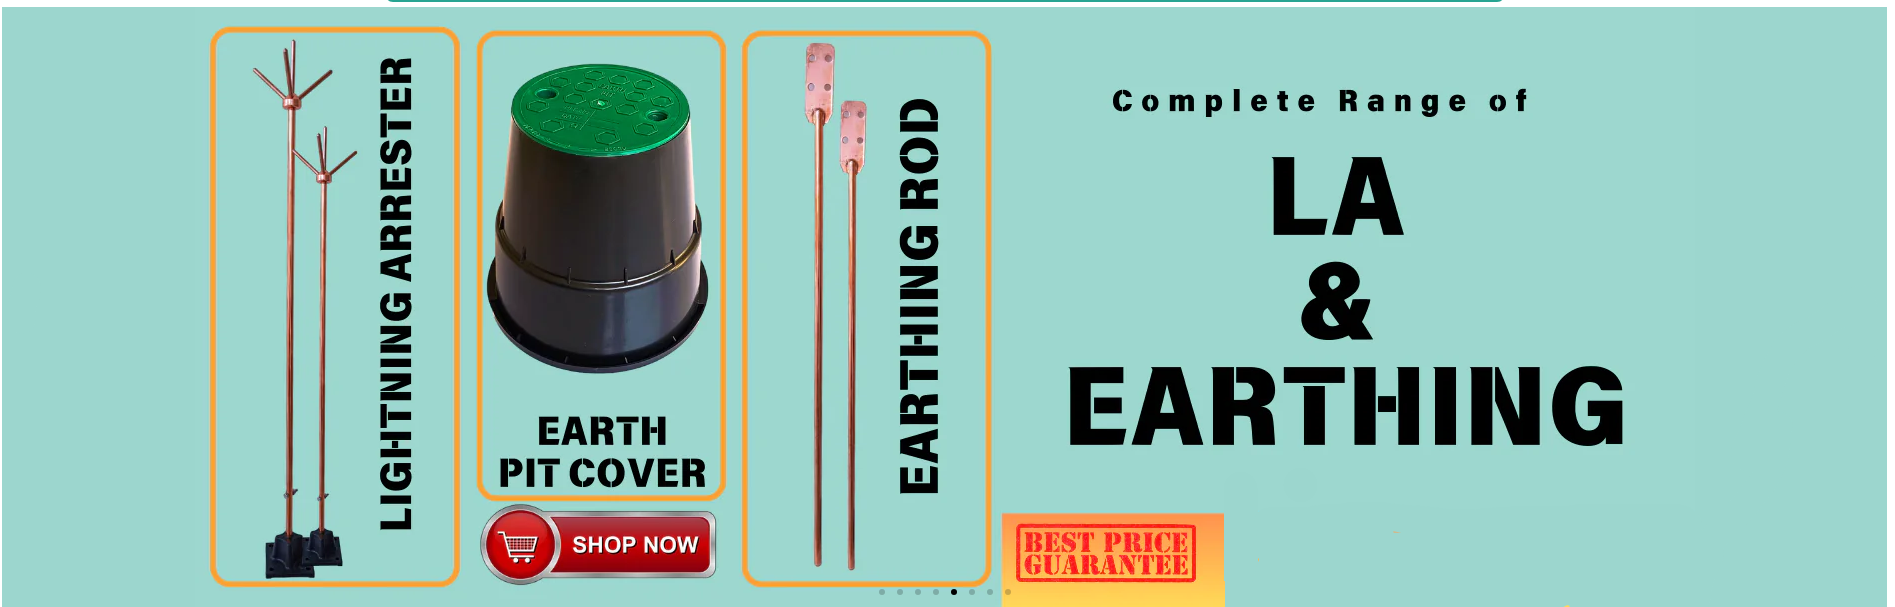 LIGHTNING ARRESTER
EARTH
PIT COVER
SHOP NOW
EARTHING ROD
Complete Range of
LA
&
EARTHING
BEST PRICE
GUARANTEE